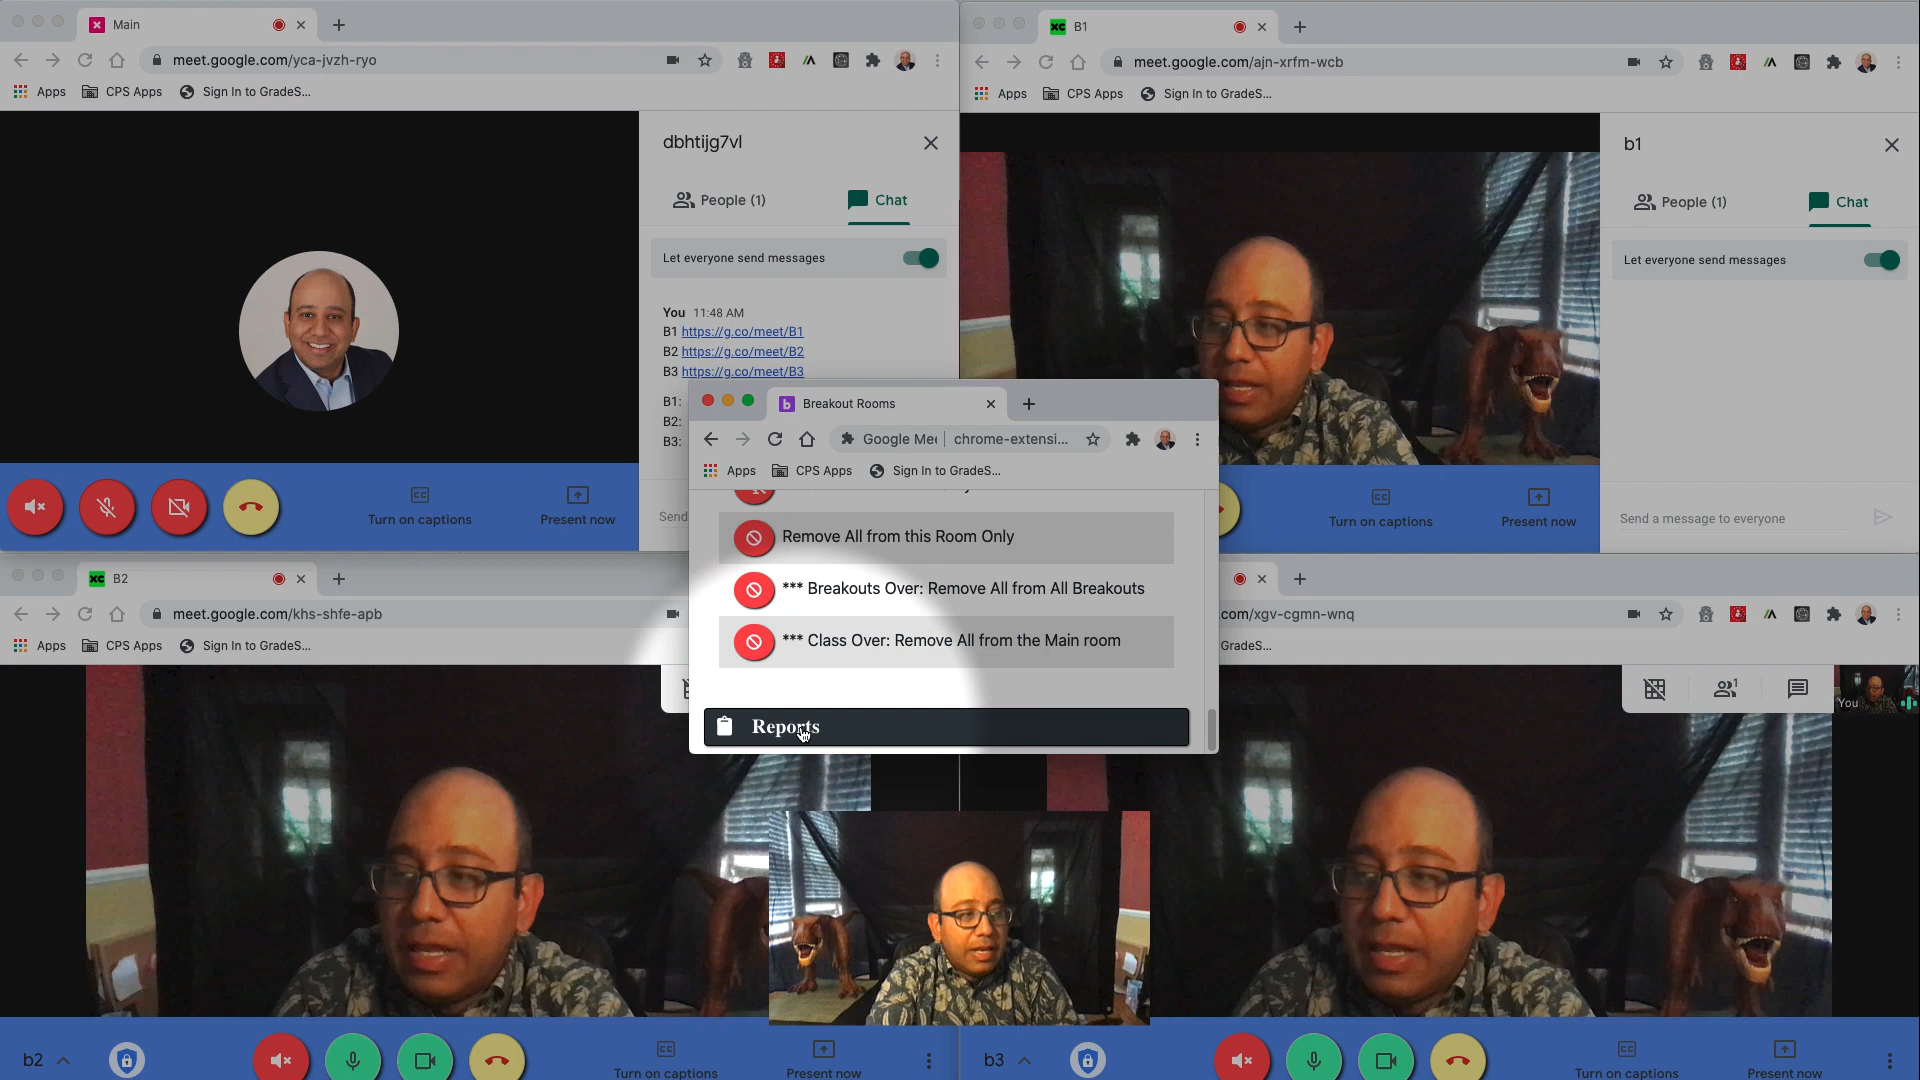 Main
meet.google.com/yca-jvzh-ryo
Apps
CPS Apps
Sign In to GradeS...
dbhtijg7vl
People (1)
Chat
Let everyone send messages
You 11:48 AM
B1 https://g.co/meet/B1
B2 https://g.co/meet/B2
B3 https://g.co/meet/B3
B1:
B2:
B3:
Send
Turn on captions
Present now
B1
meet.google.com/ajn-xrfm-wcb
Apps
CPS Apps
Sign In to GradeS...
b1
People (1)
Chat
Let everyone send messages
Send a message to everyone
Turn on captions
Present now
Breakout Rooms
Google Mee
chrome-extensi...
Apps
CPS Apps
Sign In to GradeS...
Remove All from this Room Only
*** Breakouts Over: Remove All from All Breakouts
*** Class Over: Remove All from the Main room
Reports
B2
meet.google.com/khs-shfe-apb
Apps
CPS Apps
Sign In to GradeS...
b2
Turn on captions
Present now
.com/xgv-cgmn-wnq
GradeS...
1
You
b3
Turn on captions
Present now